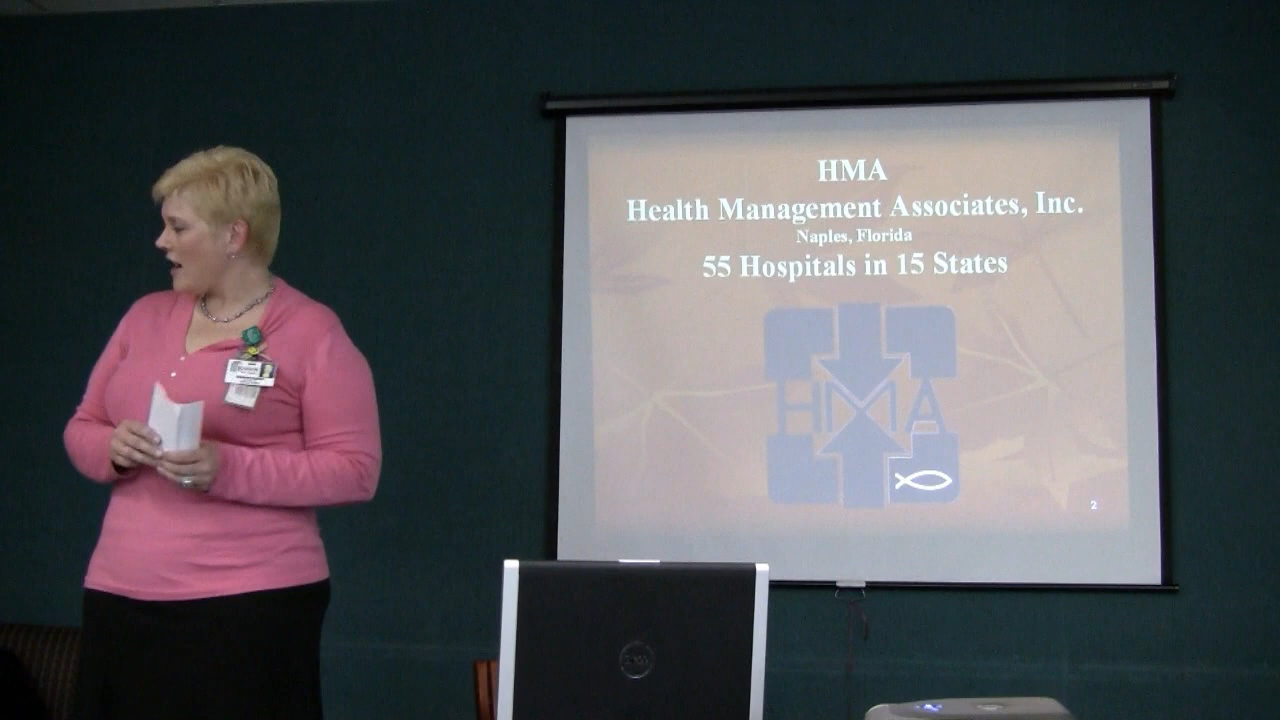 HMA
Health Management Associates, Inc.
Naples, Florida
55 Hospitals in 15 States
HMA
2
DELL